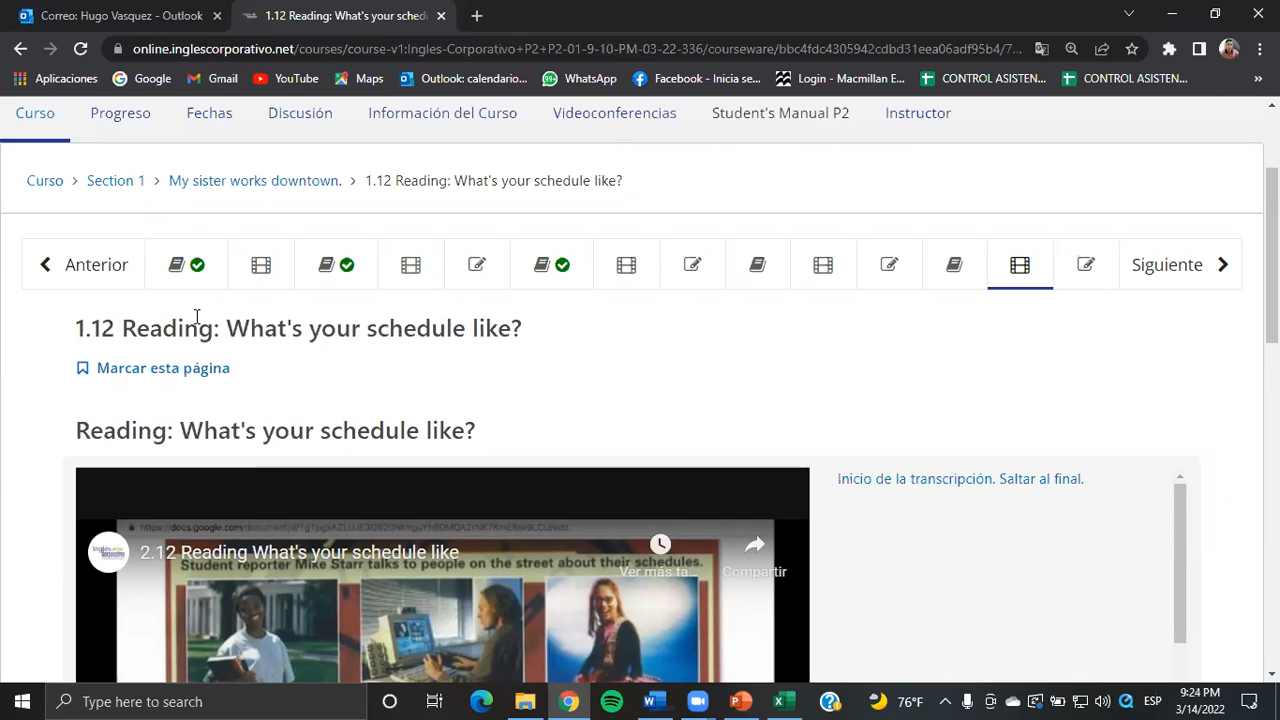 Correo: Hugo Vasquez - Outlook
1.12 Reading: What's your sched
online.inglescorporativo.net/courses/course-v1:Ingles-Corporativo+P2+P2-01-9-10-PM-03-22-336/courseware/bbc4fdc4305942cdbd31eea06adf95b4/7...
Aplicaciones
Google
Gmail
YouTube
Maps
Outlook: calendario...
WhatsApp
Facebook - Inicia se...
Login - Macmillan E...
CONTROL ASISTEN...
CONTROL ASISTEN...
»
Curso
Progreso
Fechas
Discusión
Información del Curso
Videoconferencias
Student's Manual P2
Instructor
Curso > Section 1 > My sister works downtown. > 1.12 Reading: What's your schedule like?
Anterior
Siguiente
1.12 Reading: What's your schedule like?
Marcar esta página
Reading: What's your schedule like?
Inicio de la transcripción. Saltar al final.
2.12 Reading What's your schedule like
Ver más ta...
Compartir
Student reporter Mike Starr talks to people on the street about their schedules.
Type here to search
76°F
ESP
9:24 PM
3/14/2022